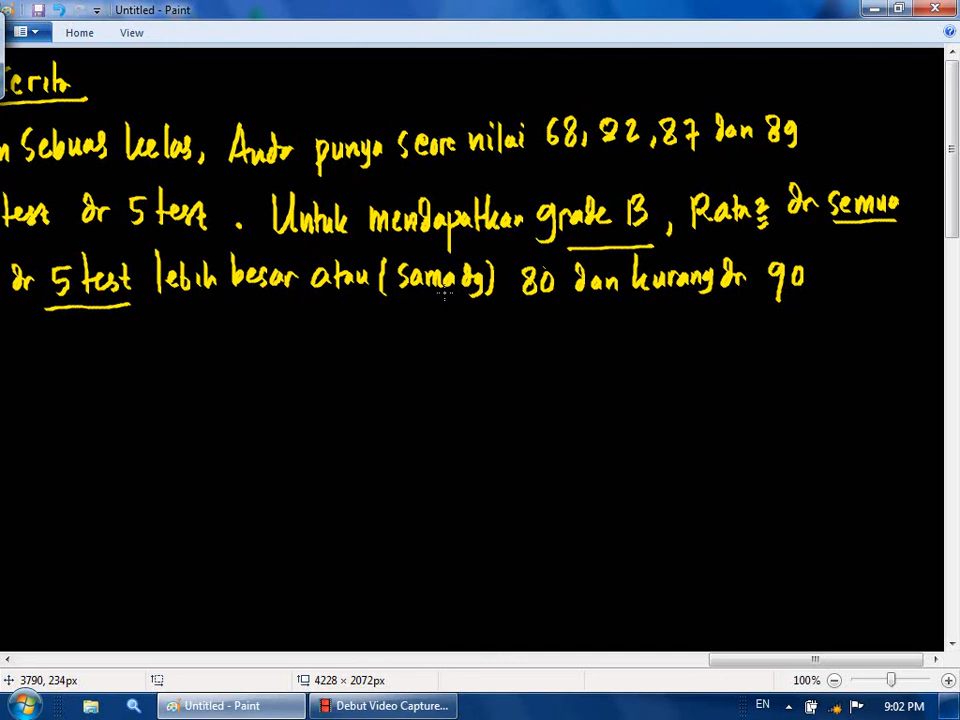 Untitled - Paint
Home View
erita
n Sebuah kelas, Anda punya score nilai 68, 82, 87 dan 89
test dr 5 test . Untuk mendapatkan grade B , Rata2 dr semua
dr 5 test lebih besar atau (sama dg) 80 dan kurang dr 90
3790, 234px 4228 × 2072px 100%
Untitled - Paint Debut Video Capture... EN 9:02 PM